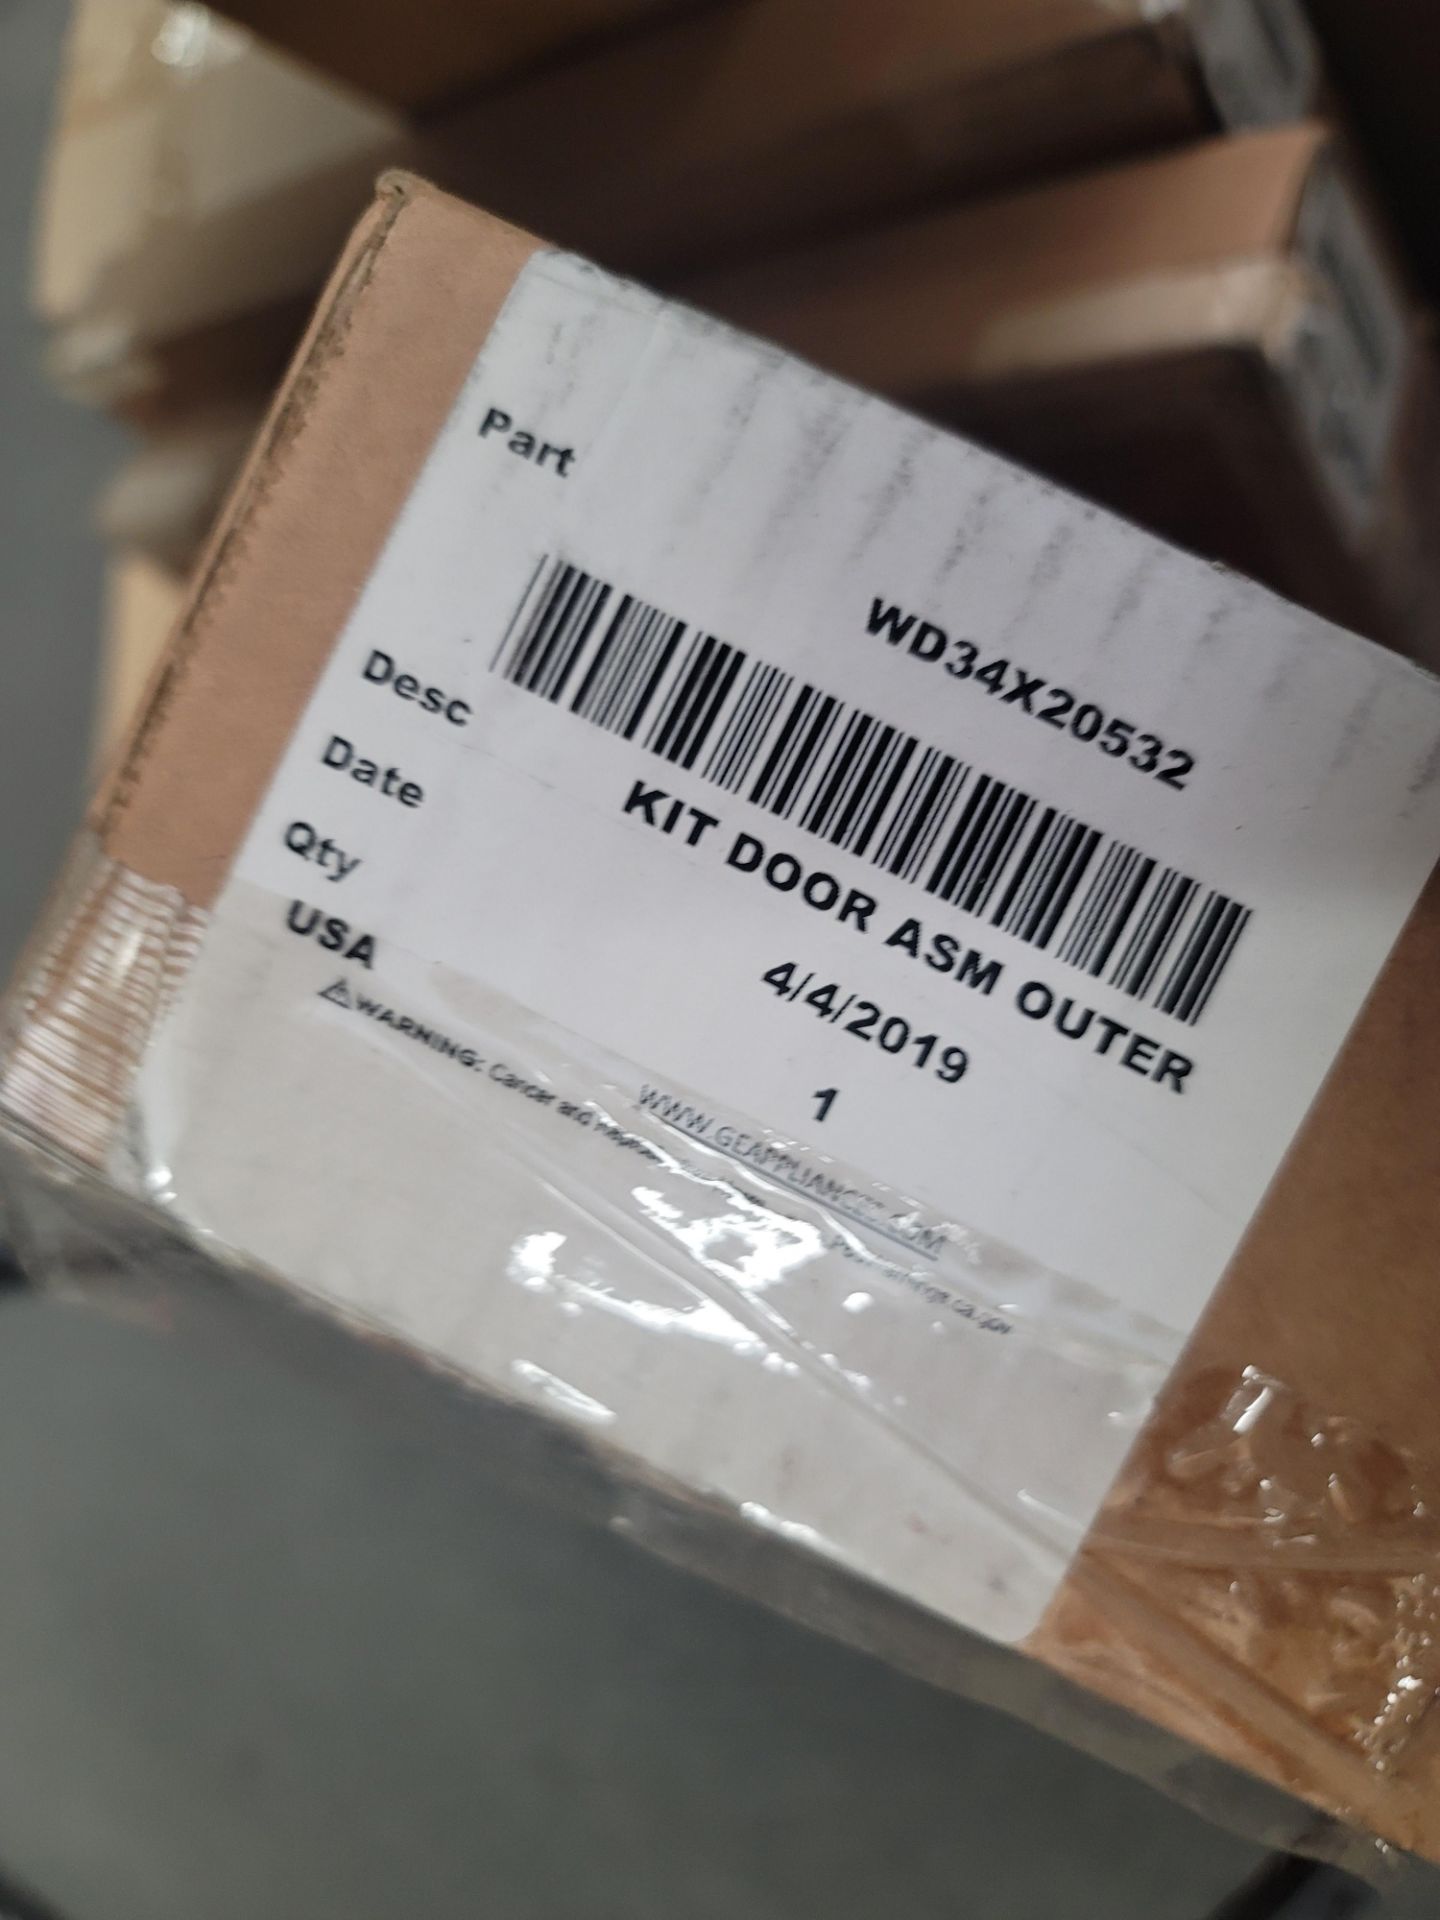 Part
WD34X20532
Desc
KIT DOOR ASM OUTER
Date
4/4/2019
Qty
1
USA
WWW.GEAPPLIANCES.COM
⚠WARNING: Cancer and